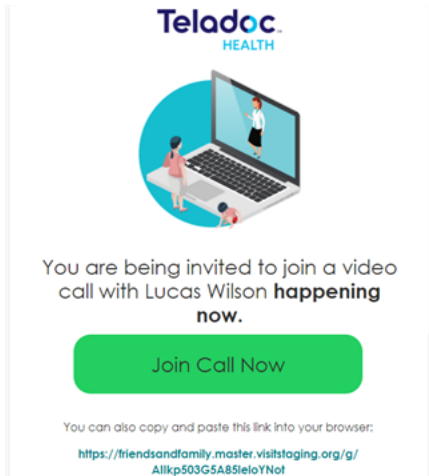 Teladoc
HEALTH
You are being invited to join a video
call with Lucas Wilson happening
now.
Join Call Now
You can also copy and paste this link into your browser:
https://friendsandfamily.master.visitstaging.org/g/
AIlkp503G5A85IeIoYNot